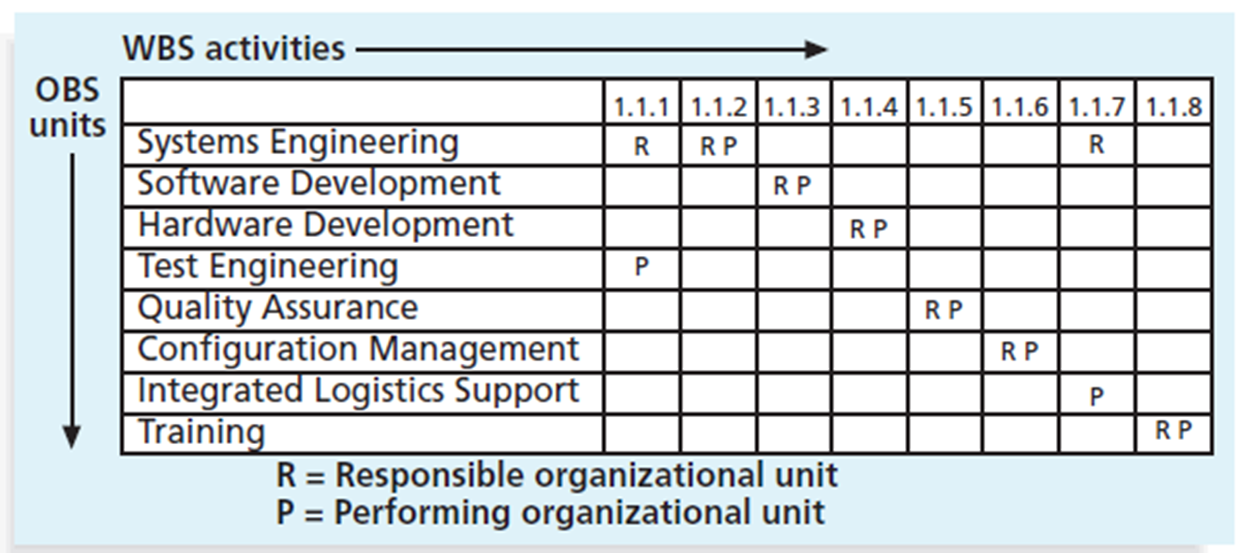 WBS activities
OBS
units
1.1.1 1.1.2 1.1.3 1.1.4 1.1.5 1.1.6 1.1.7 1.1.8
Systems Engineering R R P R
Software Development R P
Hardware Development R P
Test Engineering P
Quality Assurance R P
Configuration Management R P
Integrated Logistics Support P
Training R P
R = Responsible organizational unit
P = Performing organizational unit